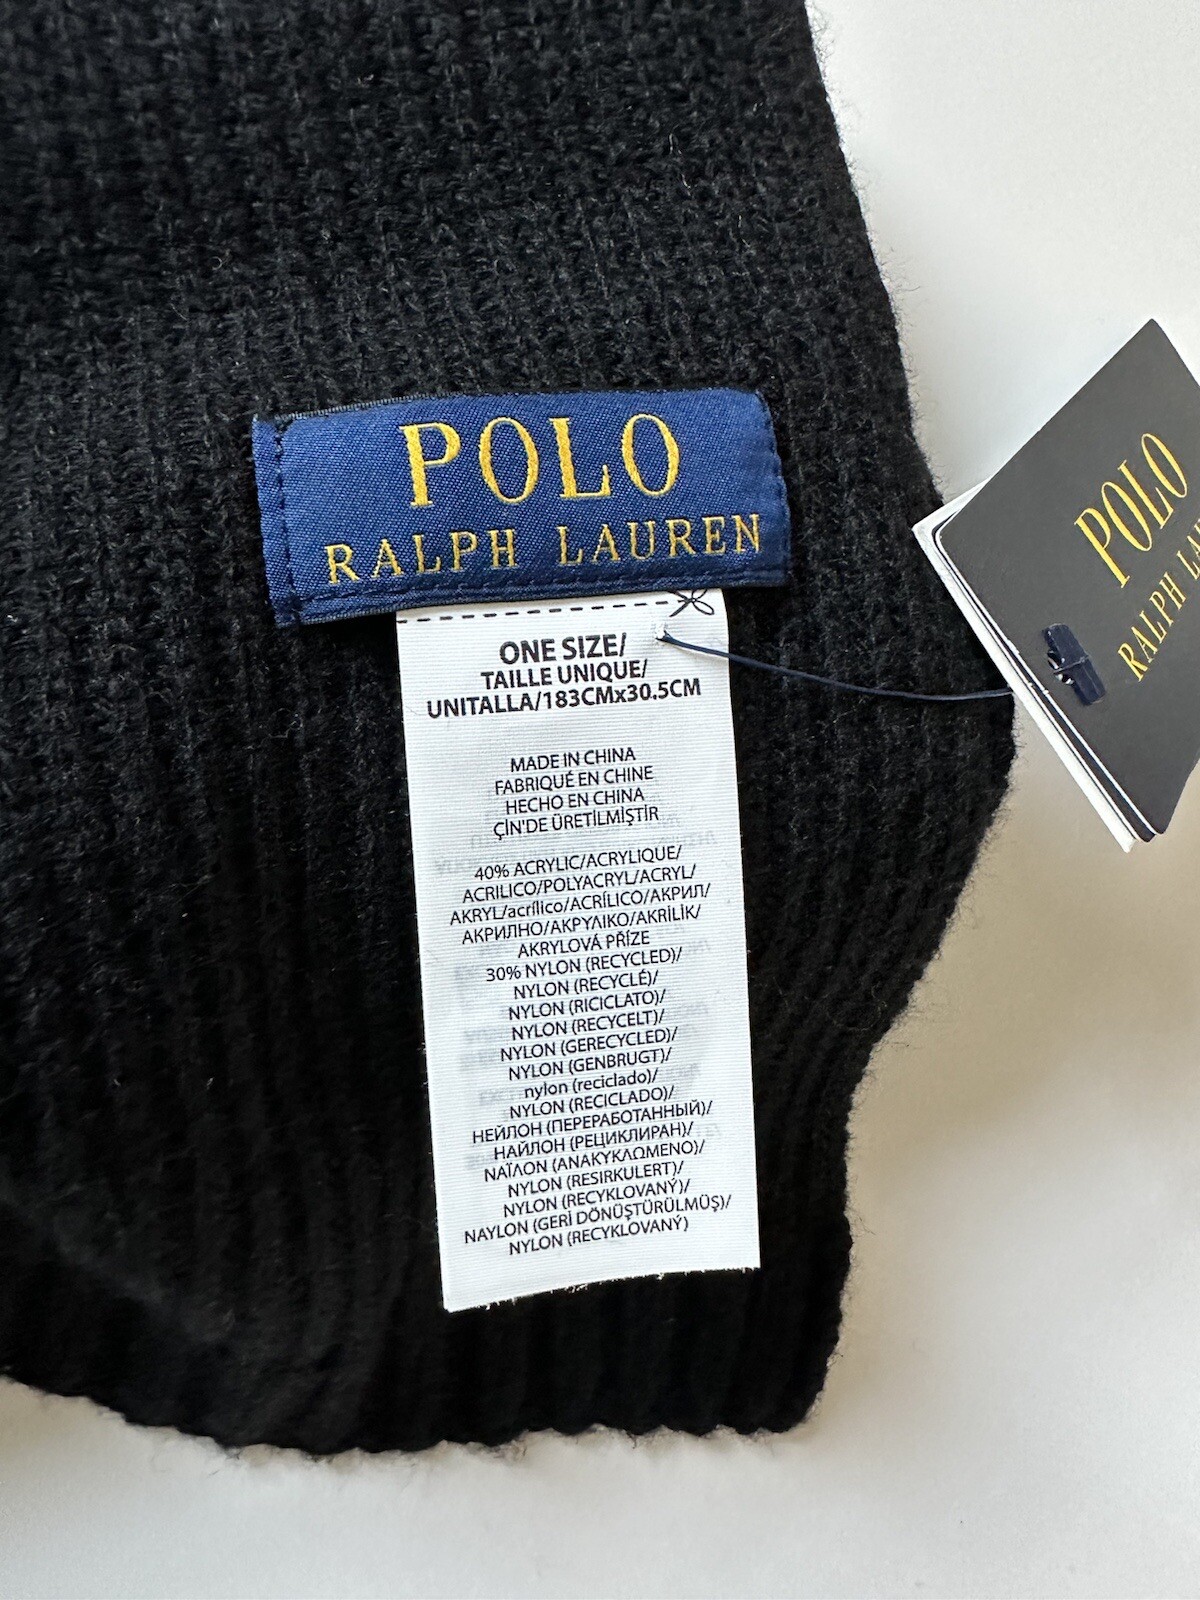 POLO
RALPH LAUREN
ONE SIZE/
TAILLE UNIQUE/
UNITALLA/183CMx30.5CM
MADE IN CHINA
FABRIQUÉ EN CHINE
HECHO EN CHINA
ÇİN'DE ÜRETİLMİŞTİR
40% ACRYLIC/ACRYLIQUE/
ACRILICO/POLYACRYL/ACRYL/
AKRYL/acrílico/ACRÍLICO/АКРИЛ/
АКРИЛНО/ΑΚΡΥΛΙΚΟ/AKRİLİK/
AKRYLOVÁ PŘÍZE
30% NYLON (RECYCLED)/
NYLON (RECYCLÉ)/
NYLON (RICICLATO)/
NYLON (RECYCELT)/
NYLON (GERECYCLED)/
NYLON (GENBRUGT)/
nylon (reciclado)/
NYLON (RECICLADO)/
НЕЙЛОН (ПЕРЕРАБОТАННЫЙ)/
НАЙЛОН (РЕЦИКЛИРАН)/
ΝΑΪΛΟΝ (ΑΝΑΚΥΚΛΩΜΕΝΟ)/
NYLON (RESIRKULERT)/
NYLON (RECYKLOVANÝ)/
NAYLON (GERİ DÖNÜŞTÜRÜLMÜŞ)/
NYLON (RECYKLOVANÝ)
POLO
RALPH